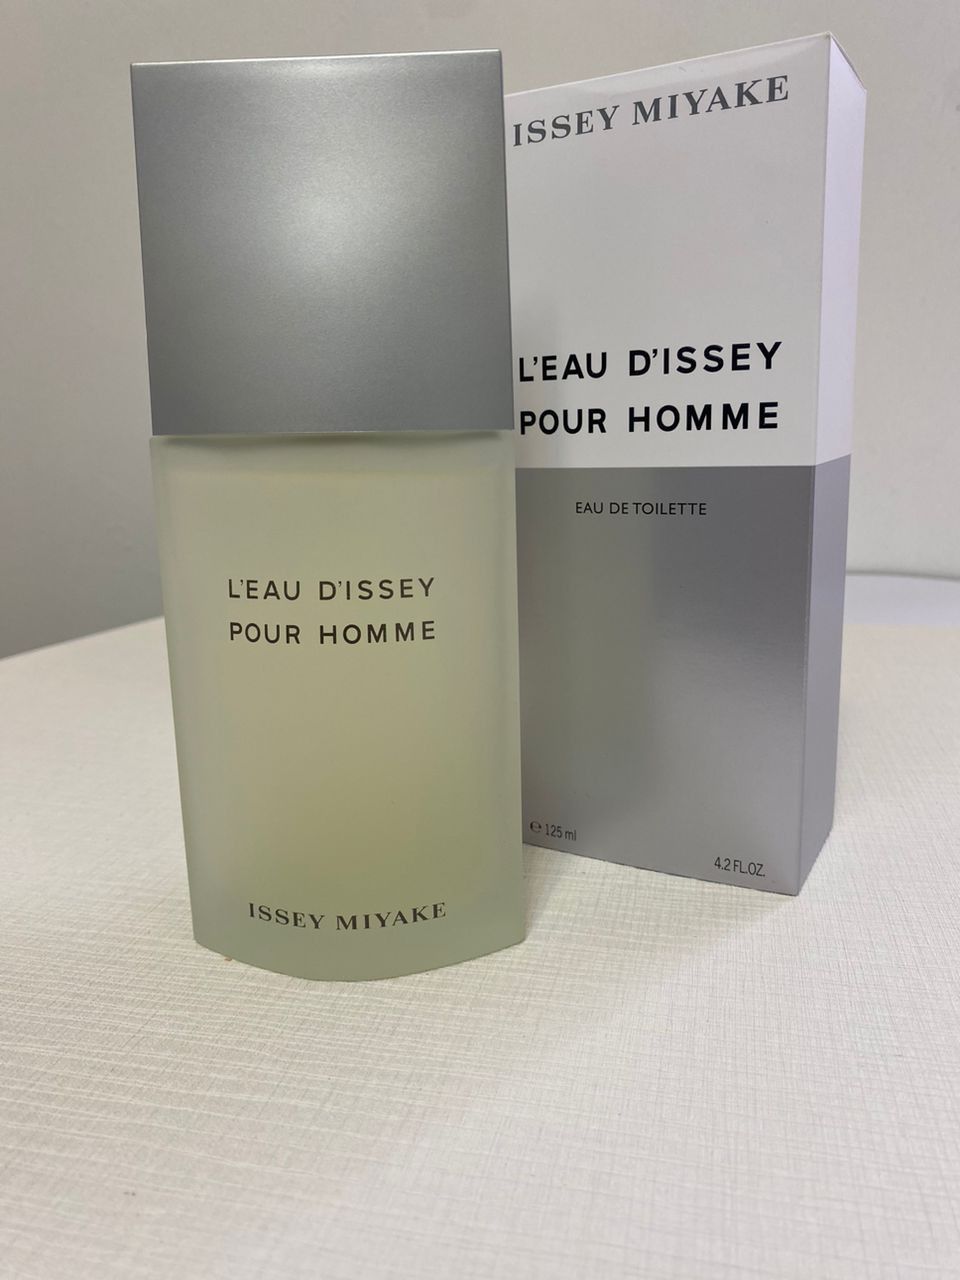 L'EAU D'ISSEY
POUR HOMME
ISSEY MIYAKE
ISSEY MIYAKE
L'EAU D'ISSEY
POUR HOMME
EAU DE TOILETTE
℮ 125 ml
4.2 FL.OZ.